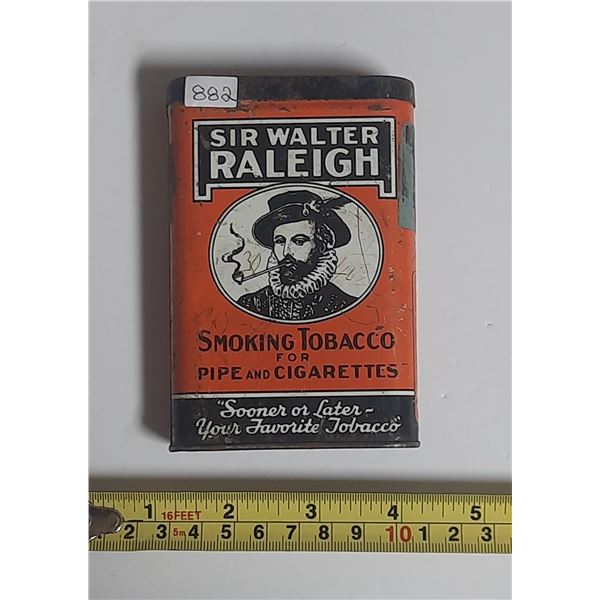 882
SIR WALTER
RALEIGH
SMOKING TOBACCO
FOR
PIPE AND CIGARETTES
"Sooner or Later-
Your Favorite Tobacco"
1 16FEET 2 3 4 5
2 3 5m 4 5 6 7 8 9 10 1 2 3